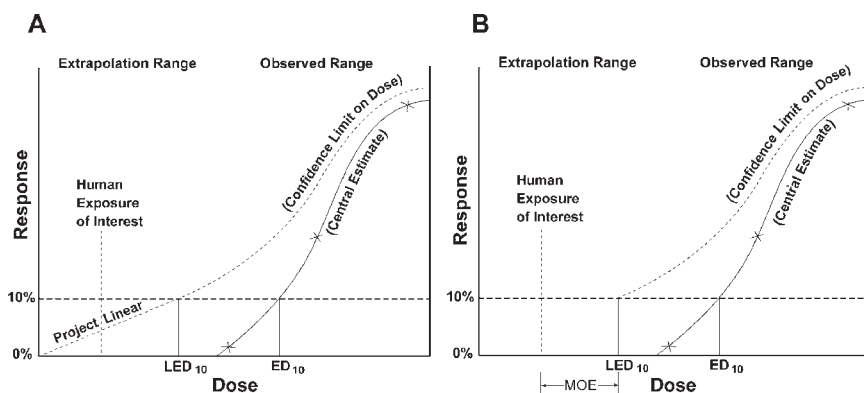 A
Extrapolation Range
Observed Range
(Confidence Limit on Dose)
(Central Estimate)
Human
Exposure
of Interest
Response
10%
Project Linear
0%
LED 10
ED 10
Dose
B
Extrapolation Range
Observed Range
(Confidence Limit on Dose)
(Central Estimate)
Human
Exposure
of Interest
Response
10%
0%
LED 10
ED 10
MOE
Dose